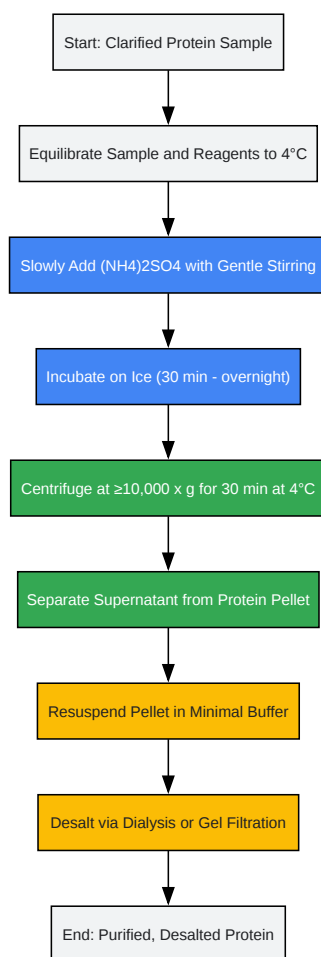 Start: Clarified Protein Sample
Equilibrate Sample and Reagents to 4°C
Slowly Add (NH4)2SO4 with Gentle Stirring
Incubate on Ice (30 min - overnight)
Centrifuge at ≥10,000 x g for 30 min at 4°C
Separate Supernatant from Protein Pellet
Resuspend Pellet in Minimal Buffer
Desalt via Dialysis or Gel Filtration
End: Purified, Desalted Protein